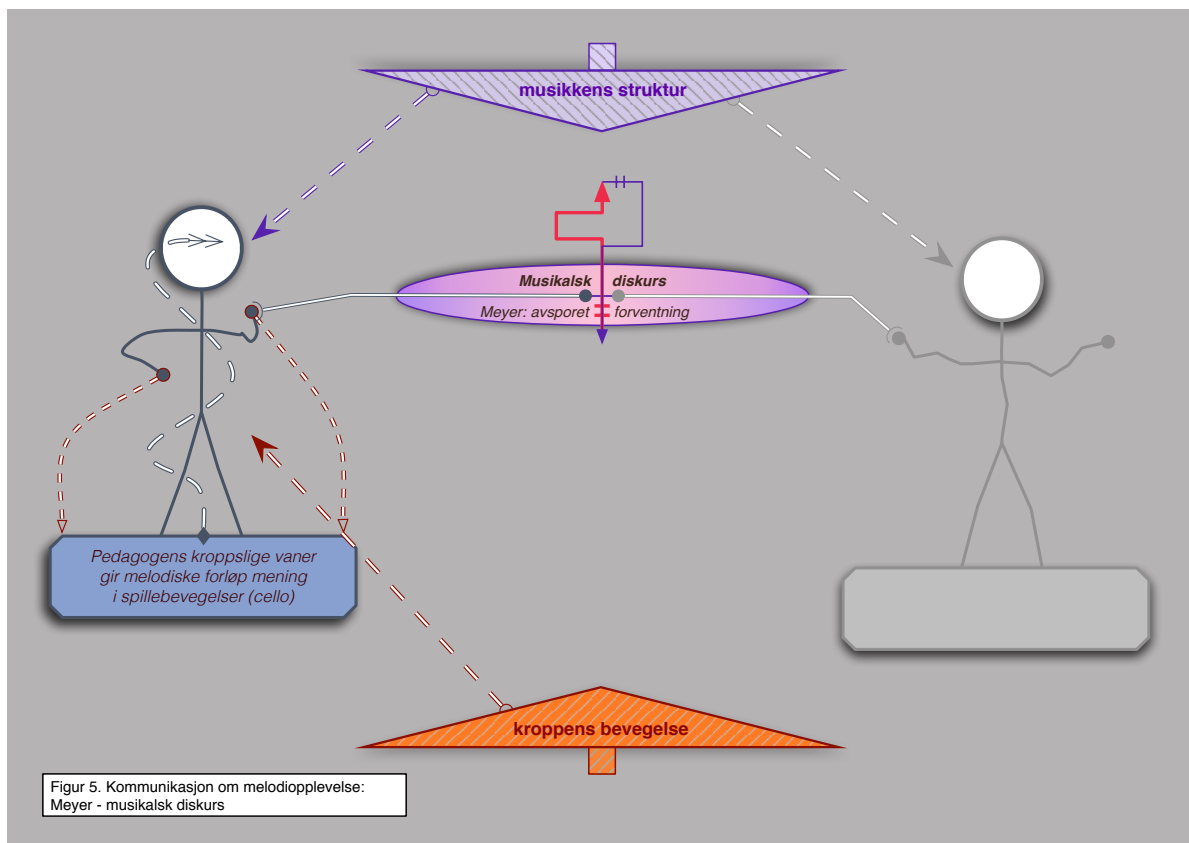 musikkens struktur
Musikalsk diskurs
Meyer: avsporet forventning
Pedagogens kroppslige vaner
gir melodiske forløp mening
i spillebevegelser (cello)
kroppens bevegelse
Figur 5. Kommunikasjon om melodiopplevelse:
Meyer - musikalsk diskurs